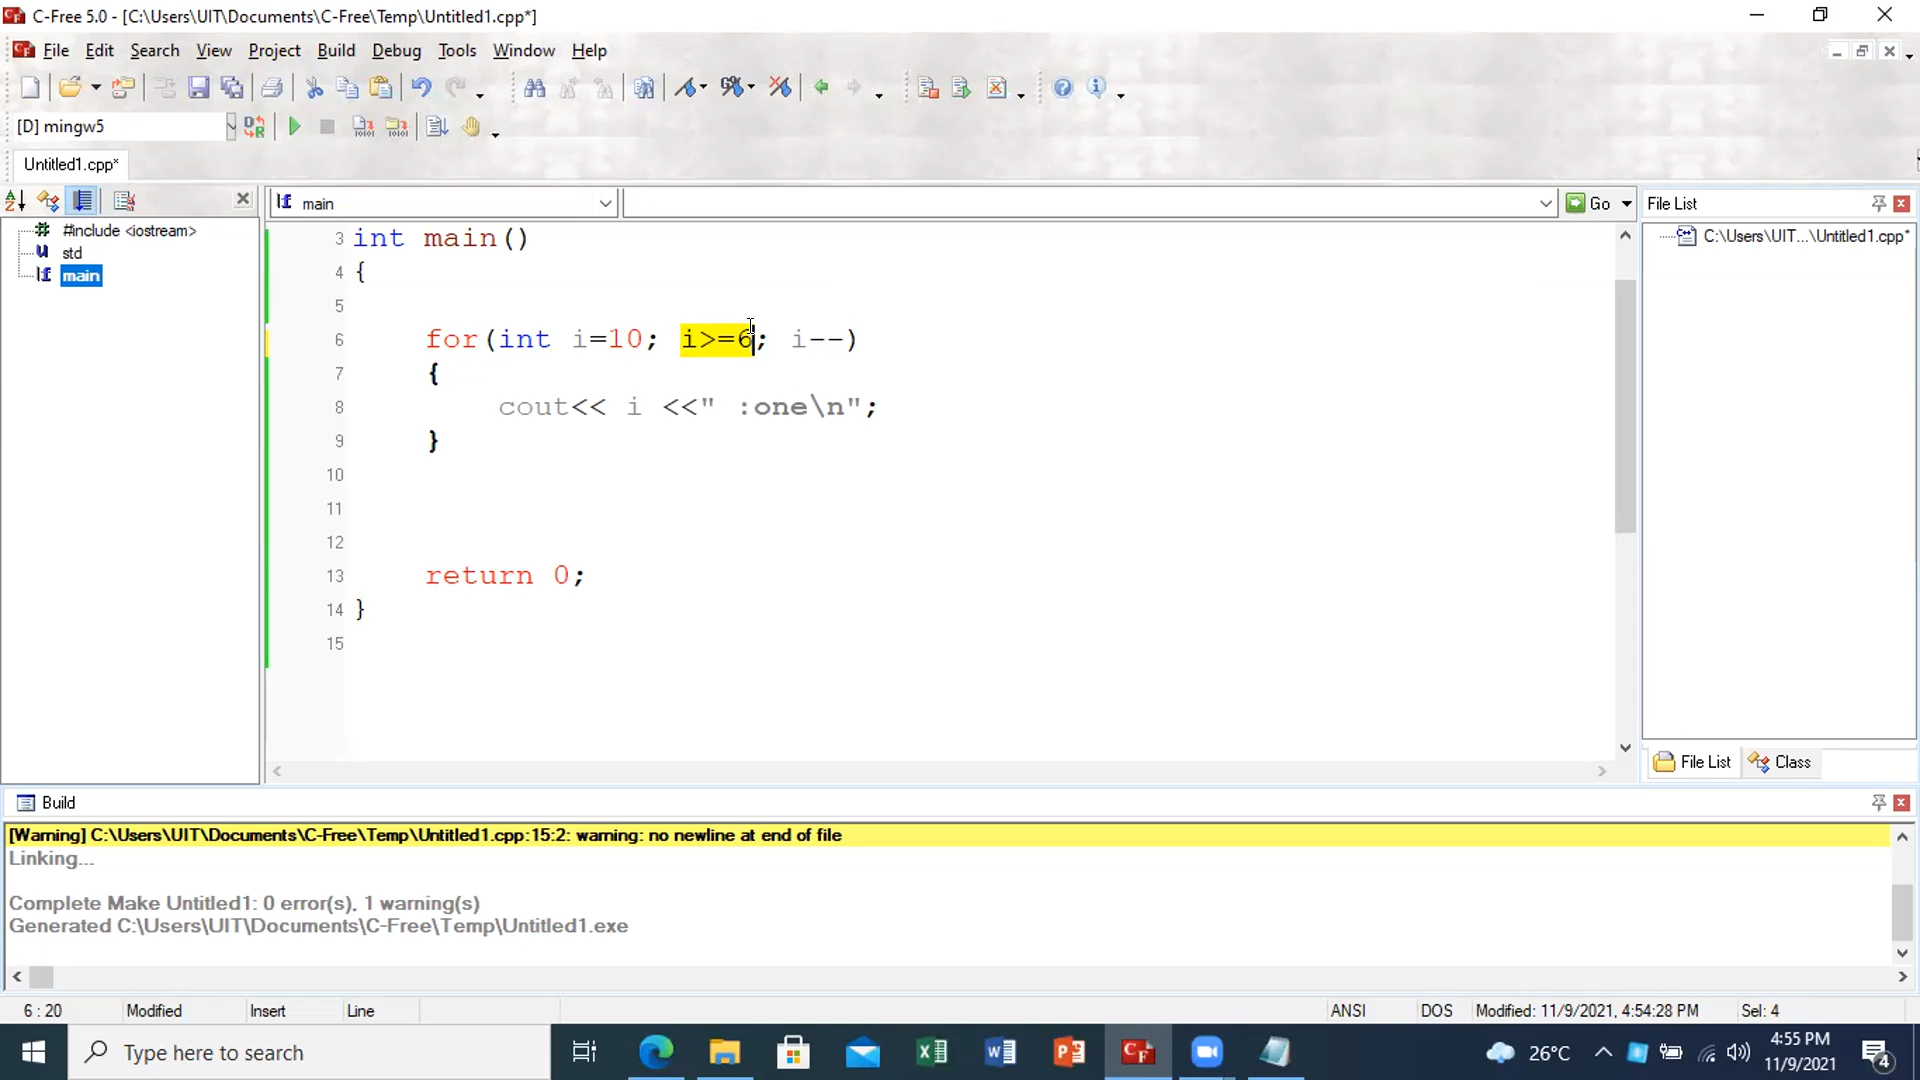 C-Free 5.0 - [C:\Users\UIT\Documents\C-Free\Temp\Untitled1.cpp*]
File Edit Search View Project Build Debug Tools Window Help
[D] mingw5
Untitled1.cpp*
main
Go
File List
#include <iostream>
std
main
C:\Users\UIT...\Untitled1.cpp*
3 int main()
4 {
5
6 for(int i=10; i>=6; i--)
7 {
8 cout<< i <<" :one\n";
9 }
10
11
12
13 return 0;
14 }
15
File List Class
Build
[Warning] C:\Users\UIT\Documents\C-Free\Temp\Untitled1.cpp:15:2: warning: no newline at end of file
Linking...
Complete Make Untitled1: 0 error(s), 1 warning(s)
Generated C:\Users\UIT\Documents\C-Free\Temp\Untitled1.exe
6 : 20 Modified Insert Line ANSI DOS Modified: 11/9/2021, 4:54:28 PM Sel: 4
Type here to search
26°C
4:55 PM
11/9/2021
4